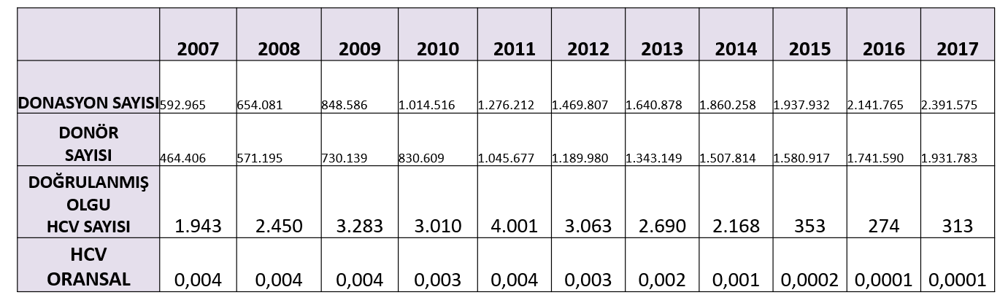 2007 2008 2009 2010 2011 2012 2013 2014 2015 2016 2017
DONASYON SAYISI 592.965 654.081 848.586 1.014.516 1.276.212 1.469.807 1.640.878 1.860.258 1.937.932 2.141.765 2.391.575
DONÖR
SAYISI 464.406 571.195 730.139 830.609 1.045.677 1.189.980 1.343.149 1.507.814 1.580.917 1.741.590 1.931.783
DOĞRULANMIŞ
OLGU
HCV SAYISI 1.943 2.450 3.283 3.010 4.001 3.063 2.690 2.168 353 274 313
HCV
ORANSAL 0,004 0,004 0,004 0,003 0,004 0,003 0,002 0,001 0,0002 0,0001 0,0001